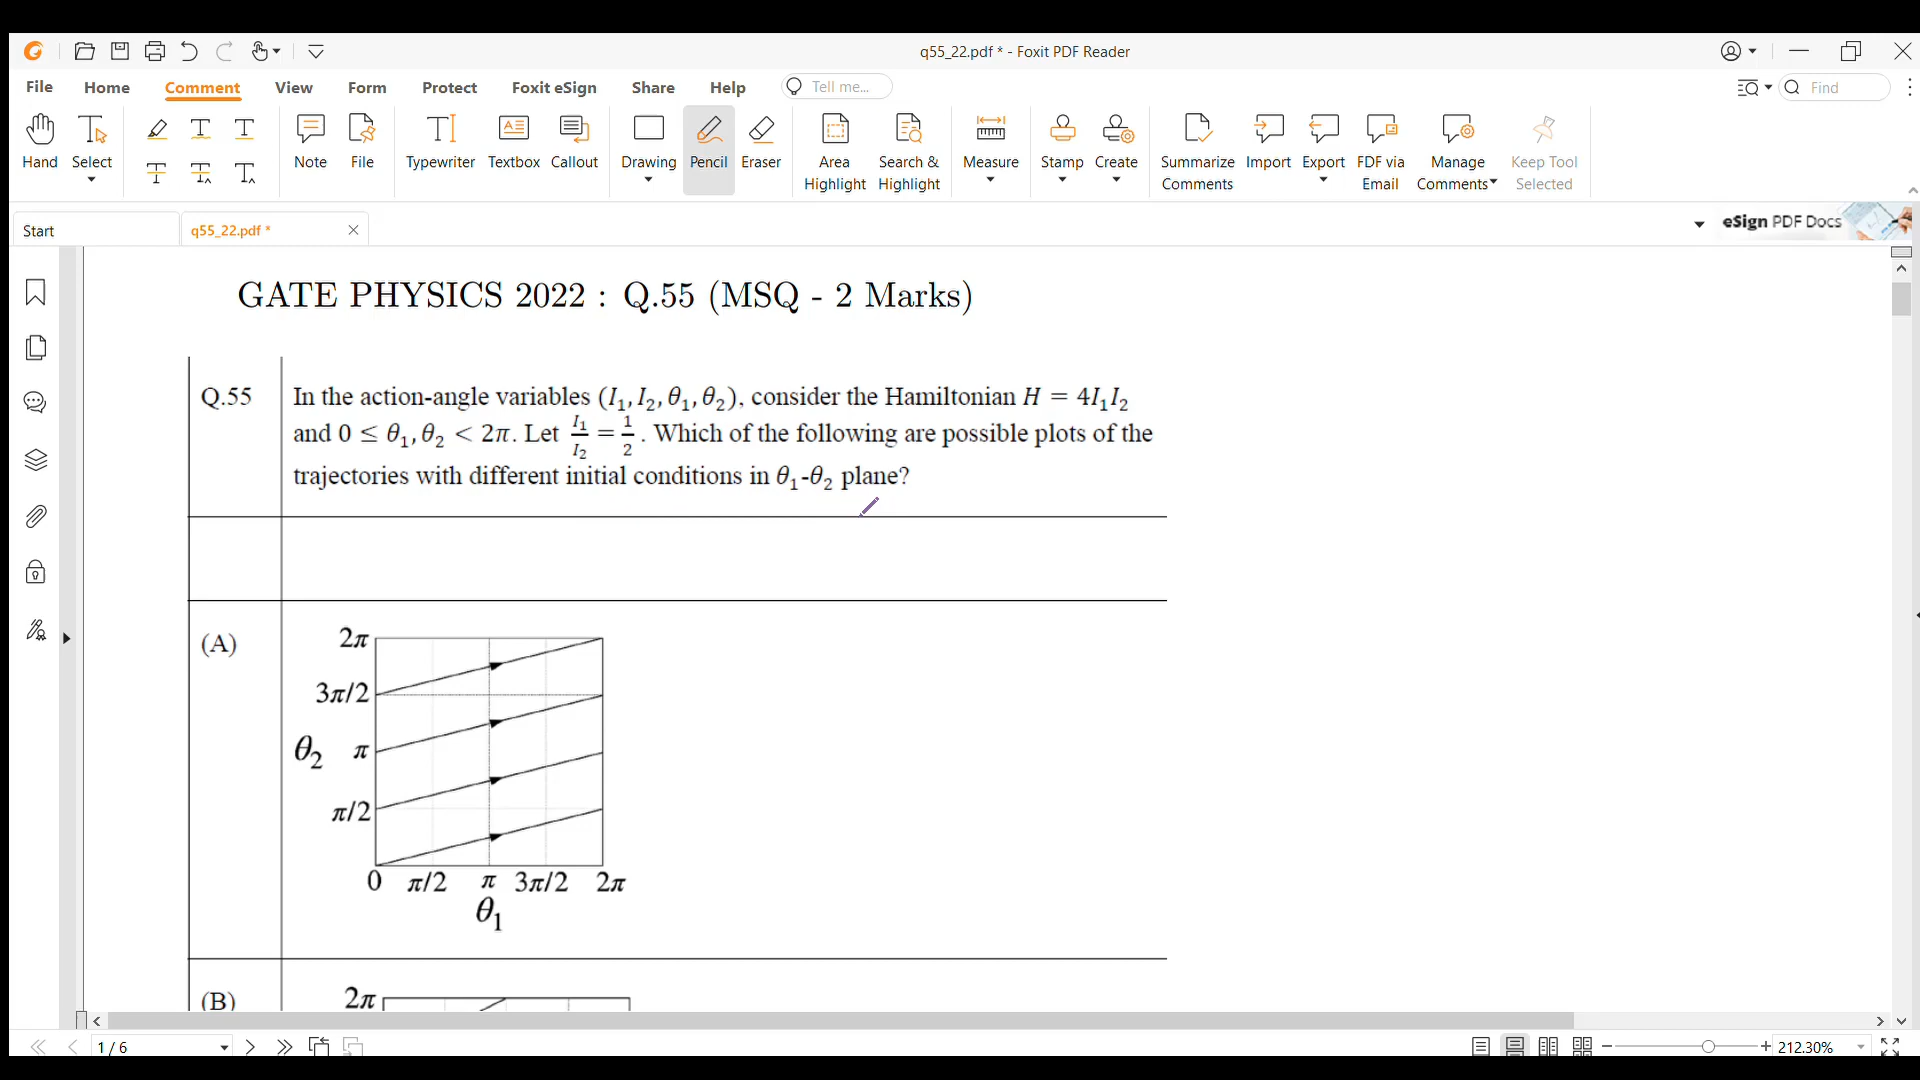 q55_22.pdf * - Foxit PDF Reader
File Home Comment View Form Protect Foxit eSign Share Help Tell me... Find
Hand Select Note File Typewriter Textbox Callout Drawing Pencil Eraser Area Highlight Search & Highlight Measure Stamp Create Summarize Comments Import Export FDF via Email Manage Comments Keep Tool Selected
Start q55_22.pdf * eSign PDF Docs
GATE PHYSICS 2022 : Q.55 (MSQ - 2 Marks)
Q.55 In the action-angle variables (I₁, I₂, θ₁, θ₂), consider the Hamiltonian H = 4I₁I₂
and 0 ≤ θ₁, θ₂ < 2π. Let I₁/I₂ = 1/2 . Which of the following are possible plots of the
trajectories with different initial conditions in θ₁-θ₂ plane?
(A) 2π
3π/2
θ₂ π
π/2
0 π/2 π 3π/2 2π
θ₁
(B) 2π
1 / 6 212.30%